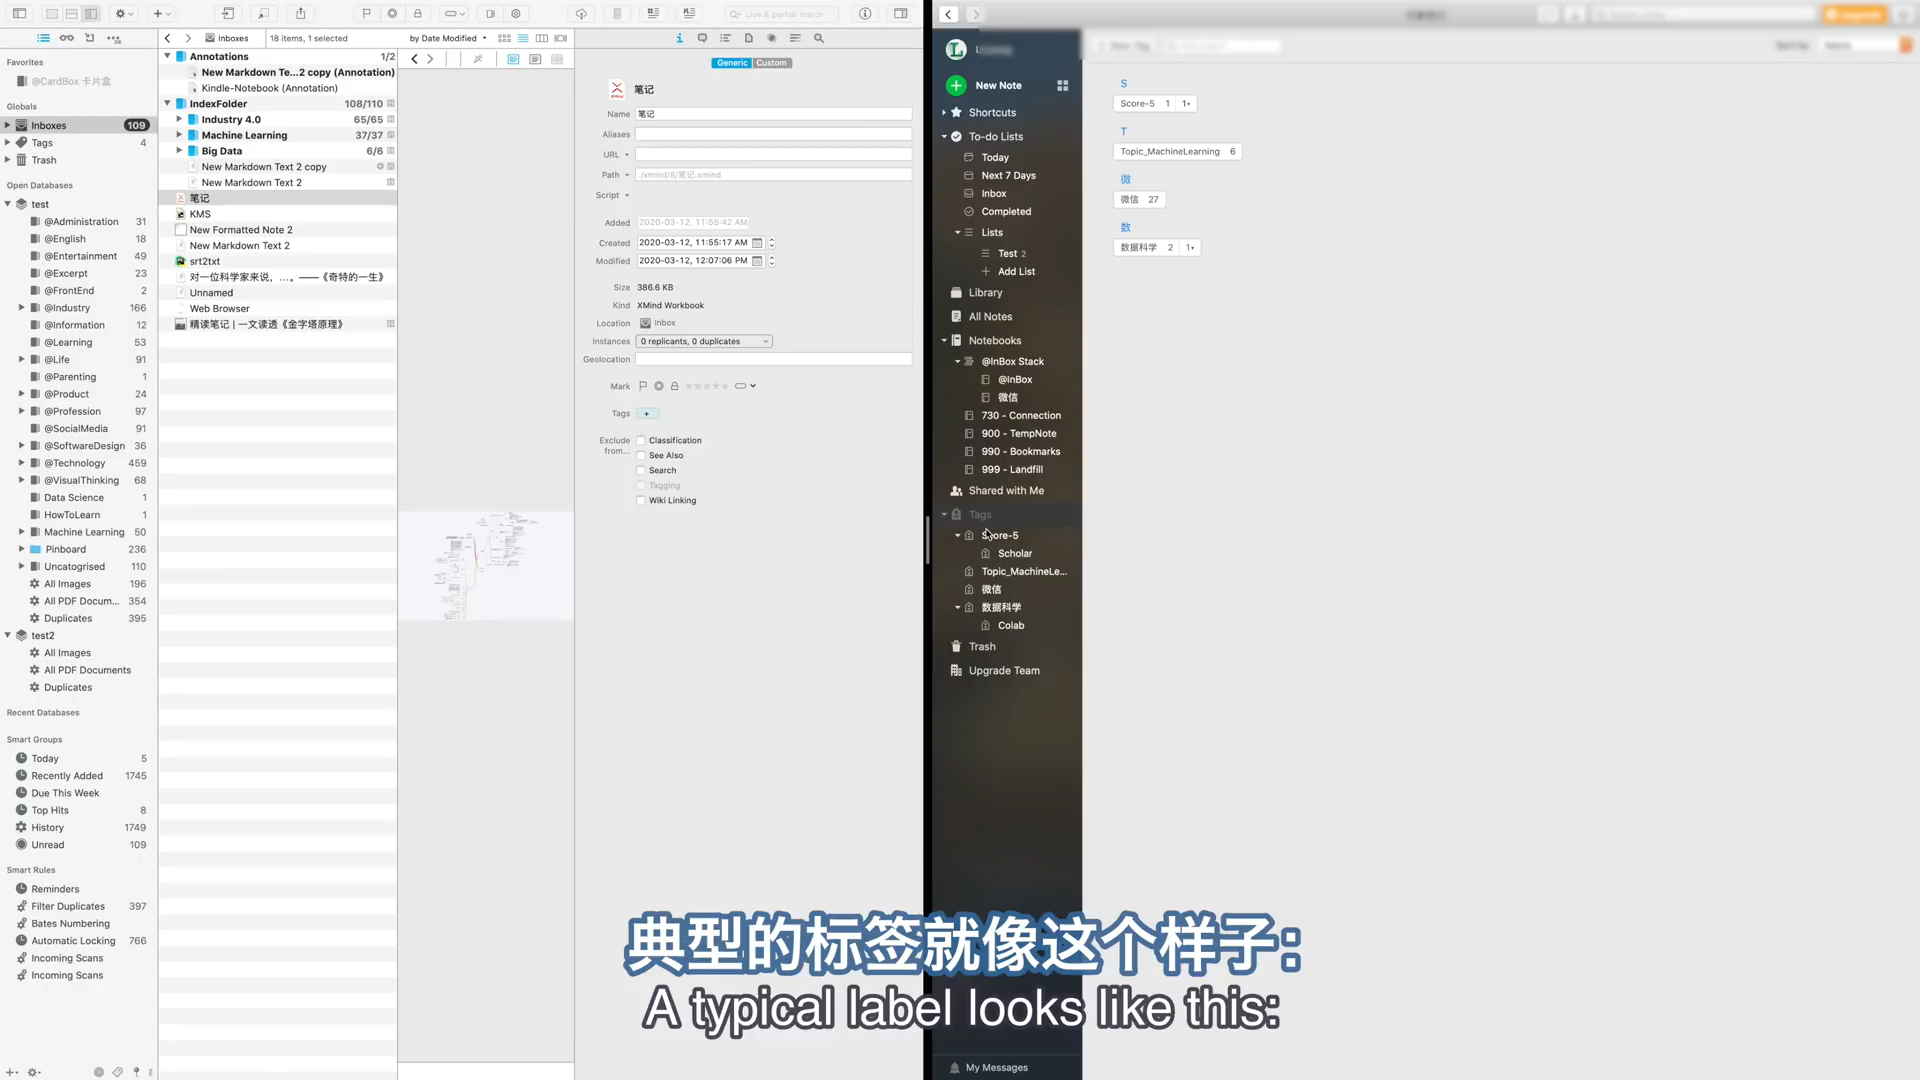 Live & partial match
Inboxes
18 items, 1 selected
by Date Modified
Favorites
@CardBox 卡片盒
Globals
Inboxes 109
Tags 4
Trash
Open Databases
test
@Administration 31
@English 18
@Entertainment 49
@Excerpt 23
@FrontEnd 2
@Industry 166
@Information 12
@Learning 53
@Life 91
@Parenting 1
@Product 24
@Profession 97
@SocialMedia 91
@SoftwareDesign 36
@Technology 459
@VisualThinking 68
Data Science 1
HowToLearn 1
Machine Learning 50
Pinboard 236
Uncatogrised 110
All Images 196
All PDF Docum... 354
Duplicates 395
test2
All Images
All PDF Documents
Duplicates
Recent Databases
Smart Groups
Today 5
Recently Added 1745
Due This Week
Top Hits 8
History 1749
Unread 109
Smart Rules
Reminders
Filter Duplicates 397
Bates Numbering
Automatic Locking 766
Incoming Scans
Incoming Scans
Annotations 1/2
New Markdown Te...2 copy (Annotation)
Kindle-Notebook (Annotation)
IndexFolder 108/110
Industry 4.0 65/65
Machine Learning 37/37
Big Data 6/6
New Markdown Text 2 copy
New Markdown Text 2
笔记
KMS
New Formatted Note 2
New Markdown Text 2
srt2txt
对一位科学家来说，...。——《奇特的一生》
Unnamed
Web Browser
精读笔记 | 一文读透《金字塔原理》
Generic Custom
笔记
Name 笔记
Aliases
URL
Path ./xmind/8/笔记.xmind
Script
Added 2020-03-12, 11:55:42 AM
Created 2020-03-12, 11:55:17 AM
Modified 2020-03-12, 12:07:06 PM
Size 386.6 KB
Kind XMind Workbook
Location Inbox
Instances 0 replicants, 0 duplicates
Geolocation
Mark
Tags +
Exclude from... Classification
See Also
Search
Tagging
Wiki Linking
New Note
Shortcuts
To-do Lists
Today
Next 7 Days
Inbox
Completed
Lists
Test 2
Add List
Library
All Notes
Notebooks
@InBox Stack
@InBox
微信
730 - Connection
900 - TempNote
990 - Bookmarks
999 - Landfill
Shared with Me
Tags
Score-5
Scholar
Topic_MachineLe...
微信
数据科学
Colab
Trash
Upgrade Team
My Messages
S
Score-5 1 1
T
Topic_MachineLearning 6
微
微信 27
数
数据科学 2 1
典型的标签就像这个样子：
A typical label looks like this: